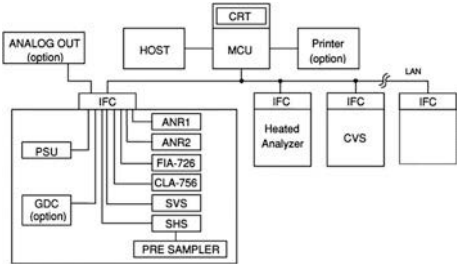 CRT
ANALOG OUT
(option)
HOST
MCU
Printer
(option)
LAN
IFC
IFC
IFC
IFC
ANR1
Heated
Analyzer
CVS
ANR2
PSU
FIA-726
CLA-756
GDC
(option)
SVS
SHS
PRE SAMPLER